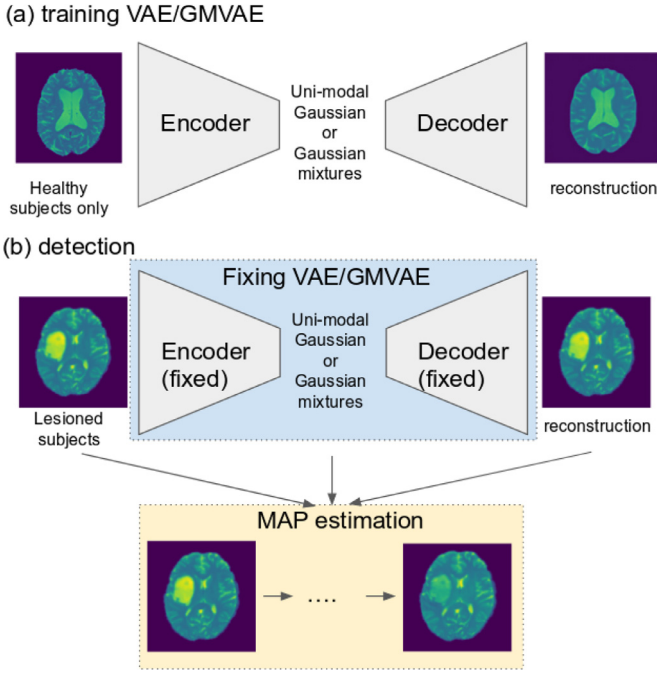 (a) training VAE/GMVAE
Encoder
Uni-modal
Gaussian
or
Gaussian
mixtures
Decoder
Healthy
subjects only
reconstruction
(b) detection
Fixing VAE/GMVAE
Encoder
(fixed)
Uni-modal
Gaussian
or
Gaussian
mixtures
Decoder
(fixed)
Lesioned
subjects
reconstruction
MAP estimation
....